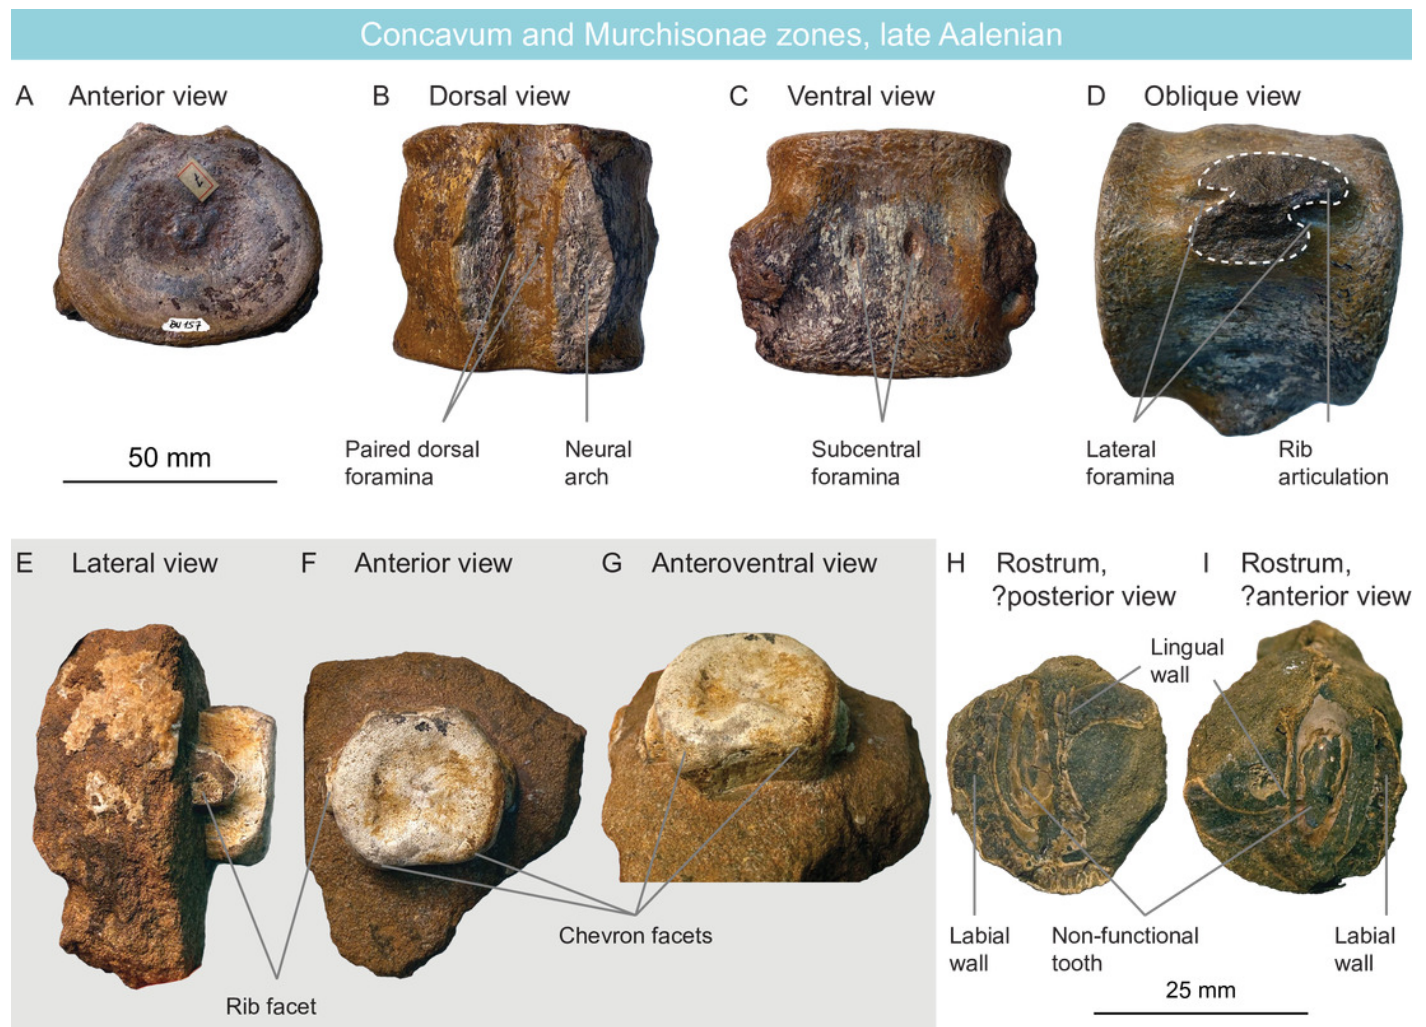 Concavum and Murchisonae zones, late Aalenian
A Anterior view
B Dorsal view
C Ventral view
D Oblique view
BU 157
50 mm
Paired dorsal
foramina
Neural
arch
Subcentral
foramina
Lateral
foramina
Rib
articulation
E Lateral view
F Anterior view
G Anteroventral view
H Rostrum,
?posterior view
I Rostrum,
?anterior view
Lingual
wall
Chevron facets
Rib facet
Labial
wall
Non-functional
tooth
Labial
wall
25 mm